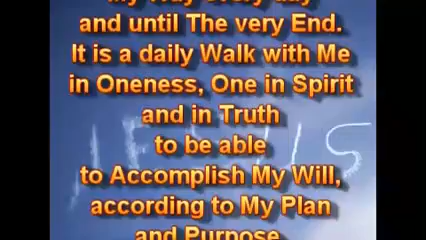 My Way every day
and until The very End.
It is a daily Walk with Me
in Oneness, One in Spirit
and in Truth
to be able
to Accomplish My Will,
according to My Plan
and Purpose
JESUS